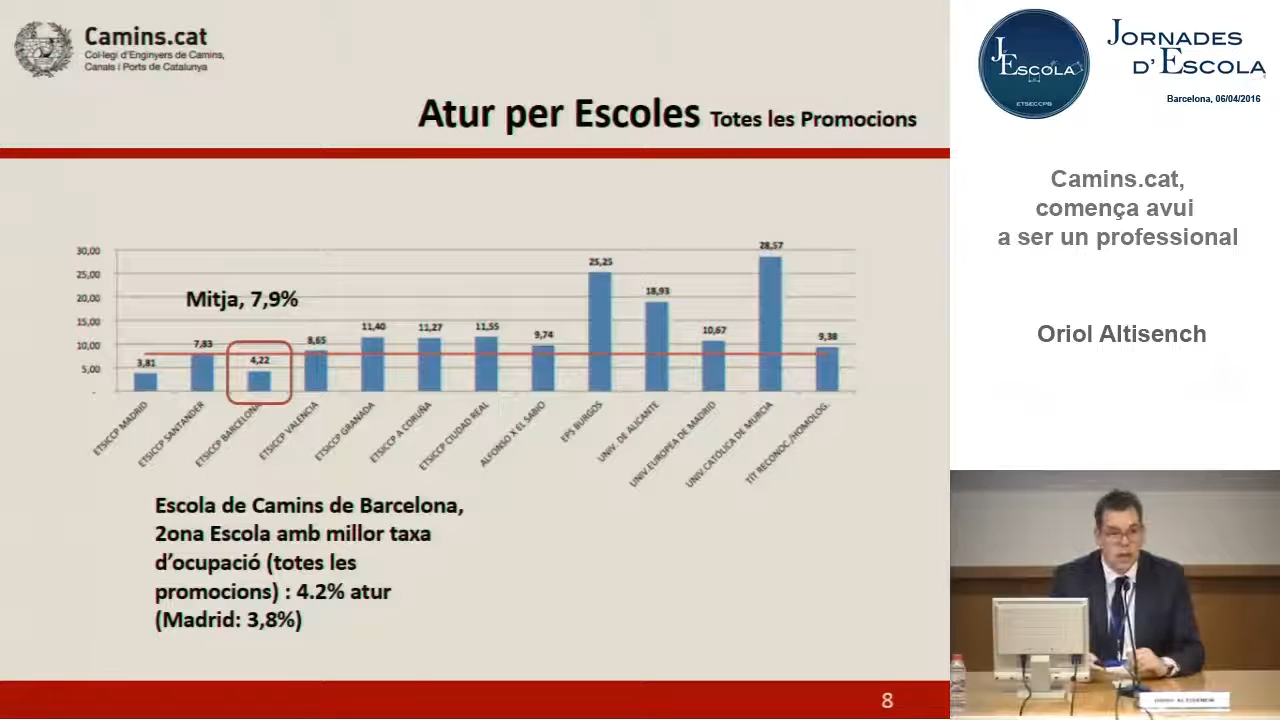 Camins.cat
Col·legi d'Enginyers de Camins,
Canals i Ports de Catalunya
Atur per Escoles Totes les Promocions
30,00
25,00
20,00
15,00
10,00
5,00
-
Mitja, 7,9%
3,81
7,83
4,22
8,65
11,40
11,27
11,55
9,74
25,25
18,93
10,67
28,57
9,38
ETSICCP MADRID
ETSICCP SANTANDER
ETSICCP BARCELONA
ETSICCP VALENCIA
ETSICCP GRANADA
ETSICCP A CORUÑA
ETSICCP CIUDAD REAL
ALFONSO X EL SABIO
EPS BURGOS
UNIV. DE ALICANTE
UNIV.EUROPEA DE MADRID
UNIV.CATÓLICA DE MURCIA
TIT RECONOC./HOMOLOG.
Escola de Camins de Barcelona,
2ona Escola amb millor taxa
d'ocupació (totes les
promocions) : 4.2% atur
(Madrid: 3,8%)
8
JESCOLA
ETSECCPB
JORNADES
D'ESCOLA
Barcelona, 06/04/2016
Camins.cat,
comença avui
a ser un professional
Oriol Altisench
ORIOL ALTISENCH